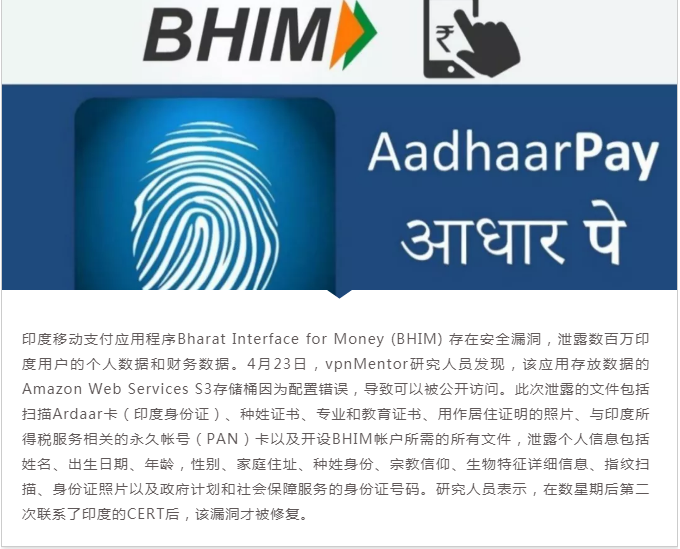 BHIM
₹
AadhaarPay
आधार पे
印度移动支付应用程序Bharat Interface for Money (BHIM) 存在安全漏洞，泄露数百万印
度用户的个人数据和财务数据。4月23日，vpnMentor研究人员发现，该应用存放数据的
Amazon Web Services S3存储桶因为配置错误，导致可以被公开访问。此次泄露的文件包括
扫描Ardaar卡（印度身份证）、种姓证书、专业和教育证书、用作居住证明的照片、与印度所
得税服务相关的永久帐号（PAN）卡以及开设BHIM帐户所需的所有文件，泄露个人信息包括
姓名、出生日期、年龄，性别、家庭住址、种姓身份、宗教信仰、生物特征详细信息、指纹扫
描、身份证照片以及政府计划和社会保障服务的身份证号码。研究人员表示，在数星期后第二
次联系了印度的CERT后，该漏洞才被修复。